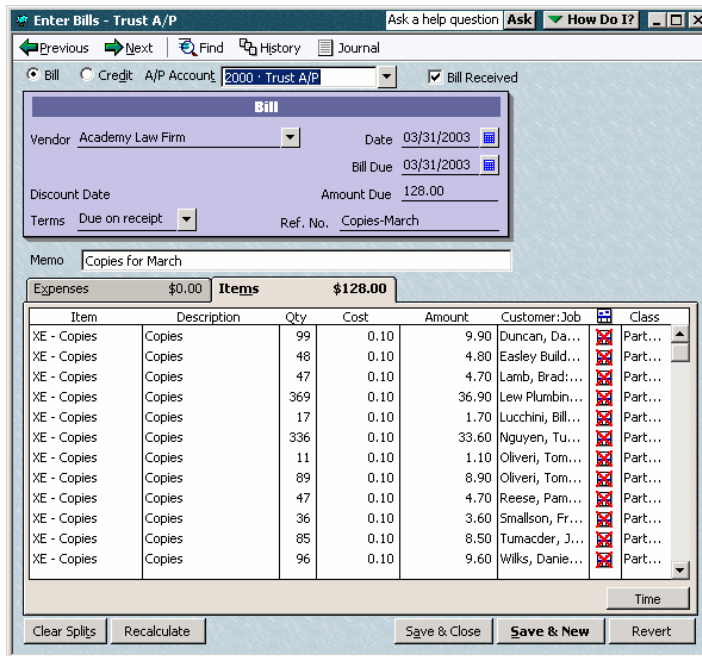 Enter Bills - Trust A/P Ask a help question Ask How Do I?
Previous Next Find History Journal
Bill Credit A/P Account 2000 · Trust A/P Bill Received
Bill
Vendor Academy Law Firm Date 03/31/2003
Bill Due 03/31/2003
Discount Date Amount Due 128.00
Terms Due on receipt Ref. No. Copies-March
Memo Copies for March
Expenses $0.00 Items $128.00
Item Description Qty Cost Amount Customer:Job Class
XE - Copies Copies 99 0.10 9.90 Duncan, Da... Part...
XE - Copies Copies 48 0.10 4.80 Easley Build... Part...
XE - Copies Copies 47 0.10 4.70 Lamb, Brad:... Part...
XE - Copies Copies 369 0.10 36.90 Lew Plumbin... Part...
XE - Copies Copies 17 0.10 1.70 Lucchini, Bill... Part...
XE - Copies Copies 336 0.10 33.60 Nguyen, Tu... Part...
XE - Copies Copies 11 0.10 1.10 Oliveri, Tom... Part...
XE - Copies Copies 89 0.10 8.90 Oliveri, Tom... Part...
XE - Copies Copies 47 0.10 4.70 Reese, Pam... Part...
XE - Copies Copies 36 0.10 3.60 Smallson, Fr... Part...
XE - Copies Copies 85 0.10 8.50 Tumacder, J... Part...
XE - Copies Copies 96 0.10 9.60 Wilks, Danie... Part...
Time
Clear Splits Recalculate Save & Close Save & New Revert